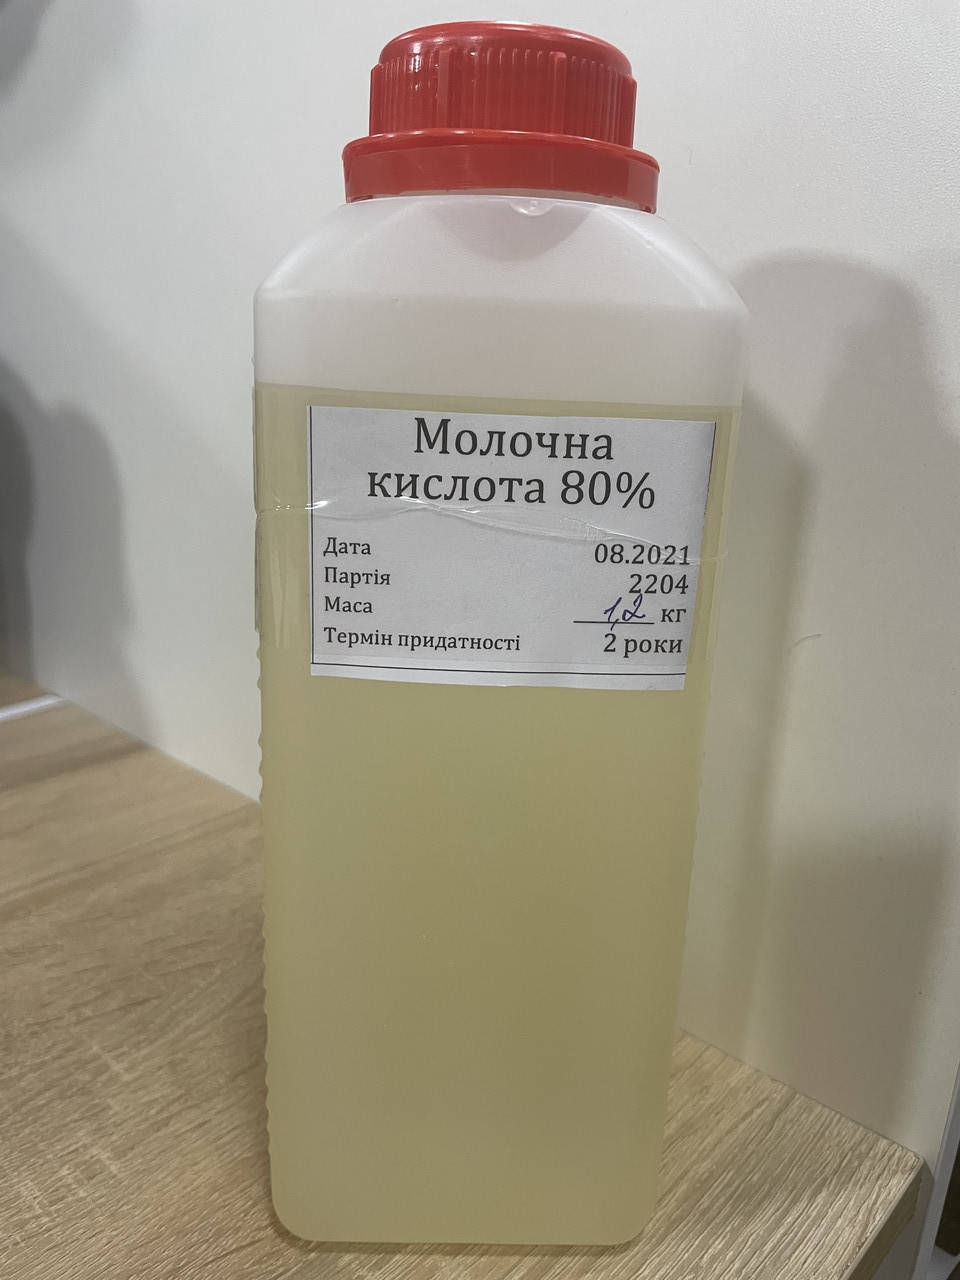 Молочна
кислота 80%
Дата 08.2021
Партія 2204
Маса 1,2 кг
Термін придатності 2 роки